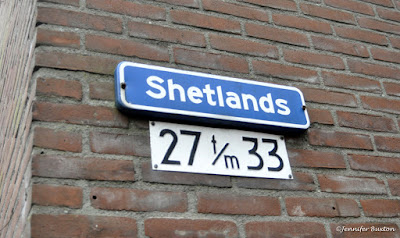 Shetlands
27 t/m 33
©Jennifer Buxton